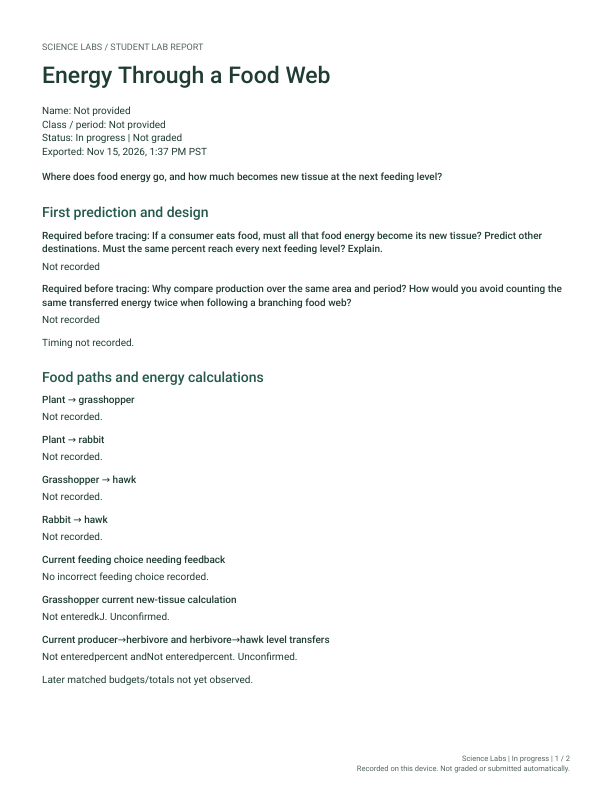 SCIENCE LABS / STUDENT LAB REPORT
Energy Through a Food Web
Name: Not provided
Class / period: Not provided
Status: In progress | Not graded
Exported: Nov 15, 2026, 1:37 PM PST
Where does food energy go, and how much becomes new tissue at the next feeding level?
First prediction and design
Required before tracing: If a consumer eats food, must all that food energy become its new tissue? Predict other
destinations. Must the same percent reach every next feeding level? Explain.
Not recorded
Required before tracing: Why compare production over the same area and period? How would you avoid counting the
same transferred energy twice when following a branching food web?
Not recorded
Timing not recorded.
Food paths and energy calculations
Plant → grasshopper
Not recorded.
Plant → rabbit
Not recorded.
Grasshopper → hawk
Not recorded.
Rabbit → hawk
Not recorded.
Current feeding choice needing feedback
No incorrect feeding choice recorded.
Grasshopper current new-tissue calculation
Not enteredkJ. Unconfirmed.
Current producer→herbivore and herbivore→hawk level transfers
Not enteredpercent andNot enteredpercent. Unconfirmed.
Later matched budgets/totals not yet observed.
Science Labs | In progress | 1 / 2
Recorded on this device. Not graded or submitted automatically.